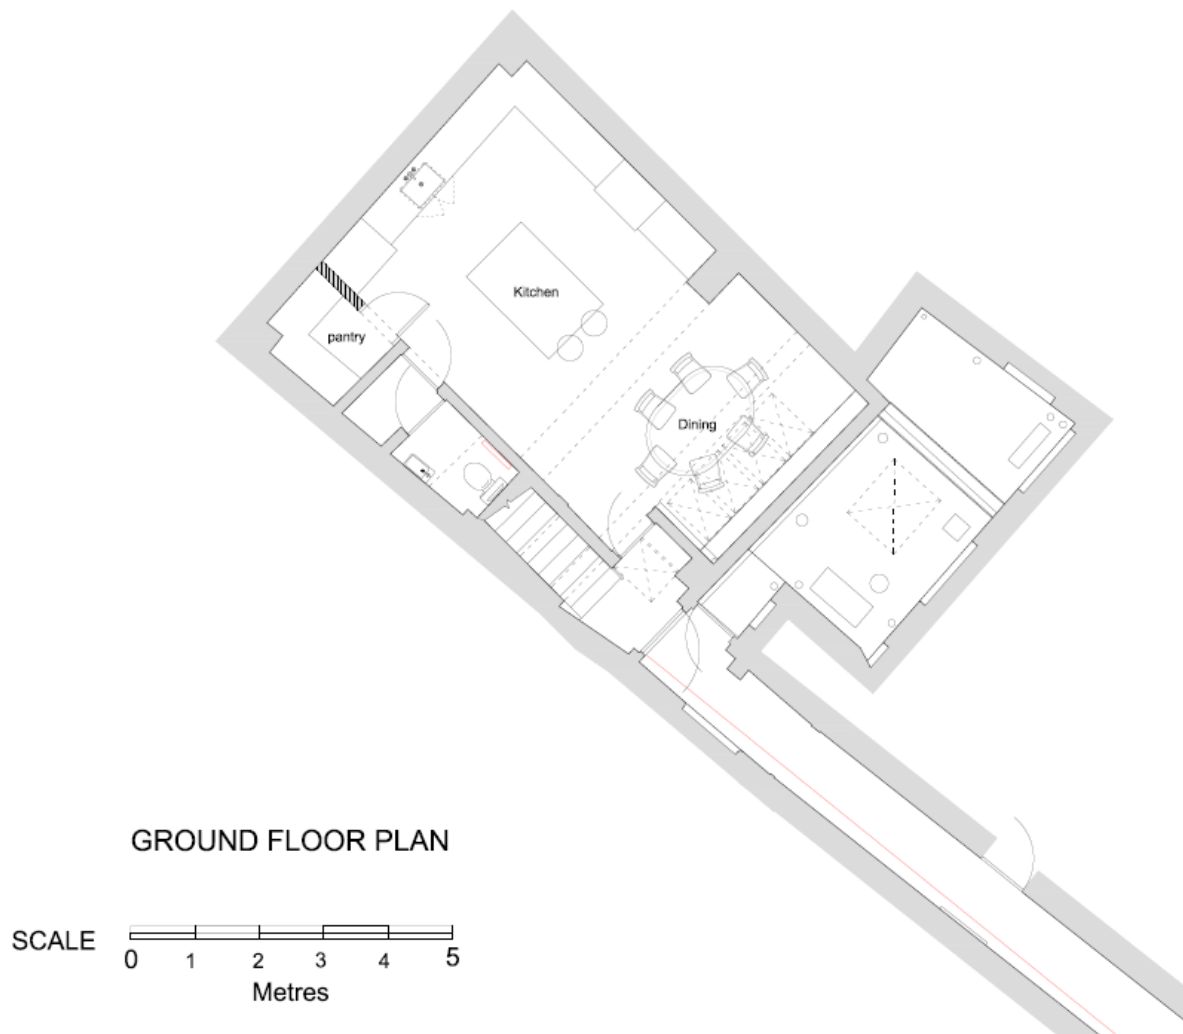 Kitchen
pantry
Dining
GROUND FLOOR PLAN
SCALE
0 1 2 3 4 5
Metres